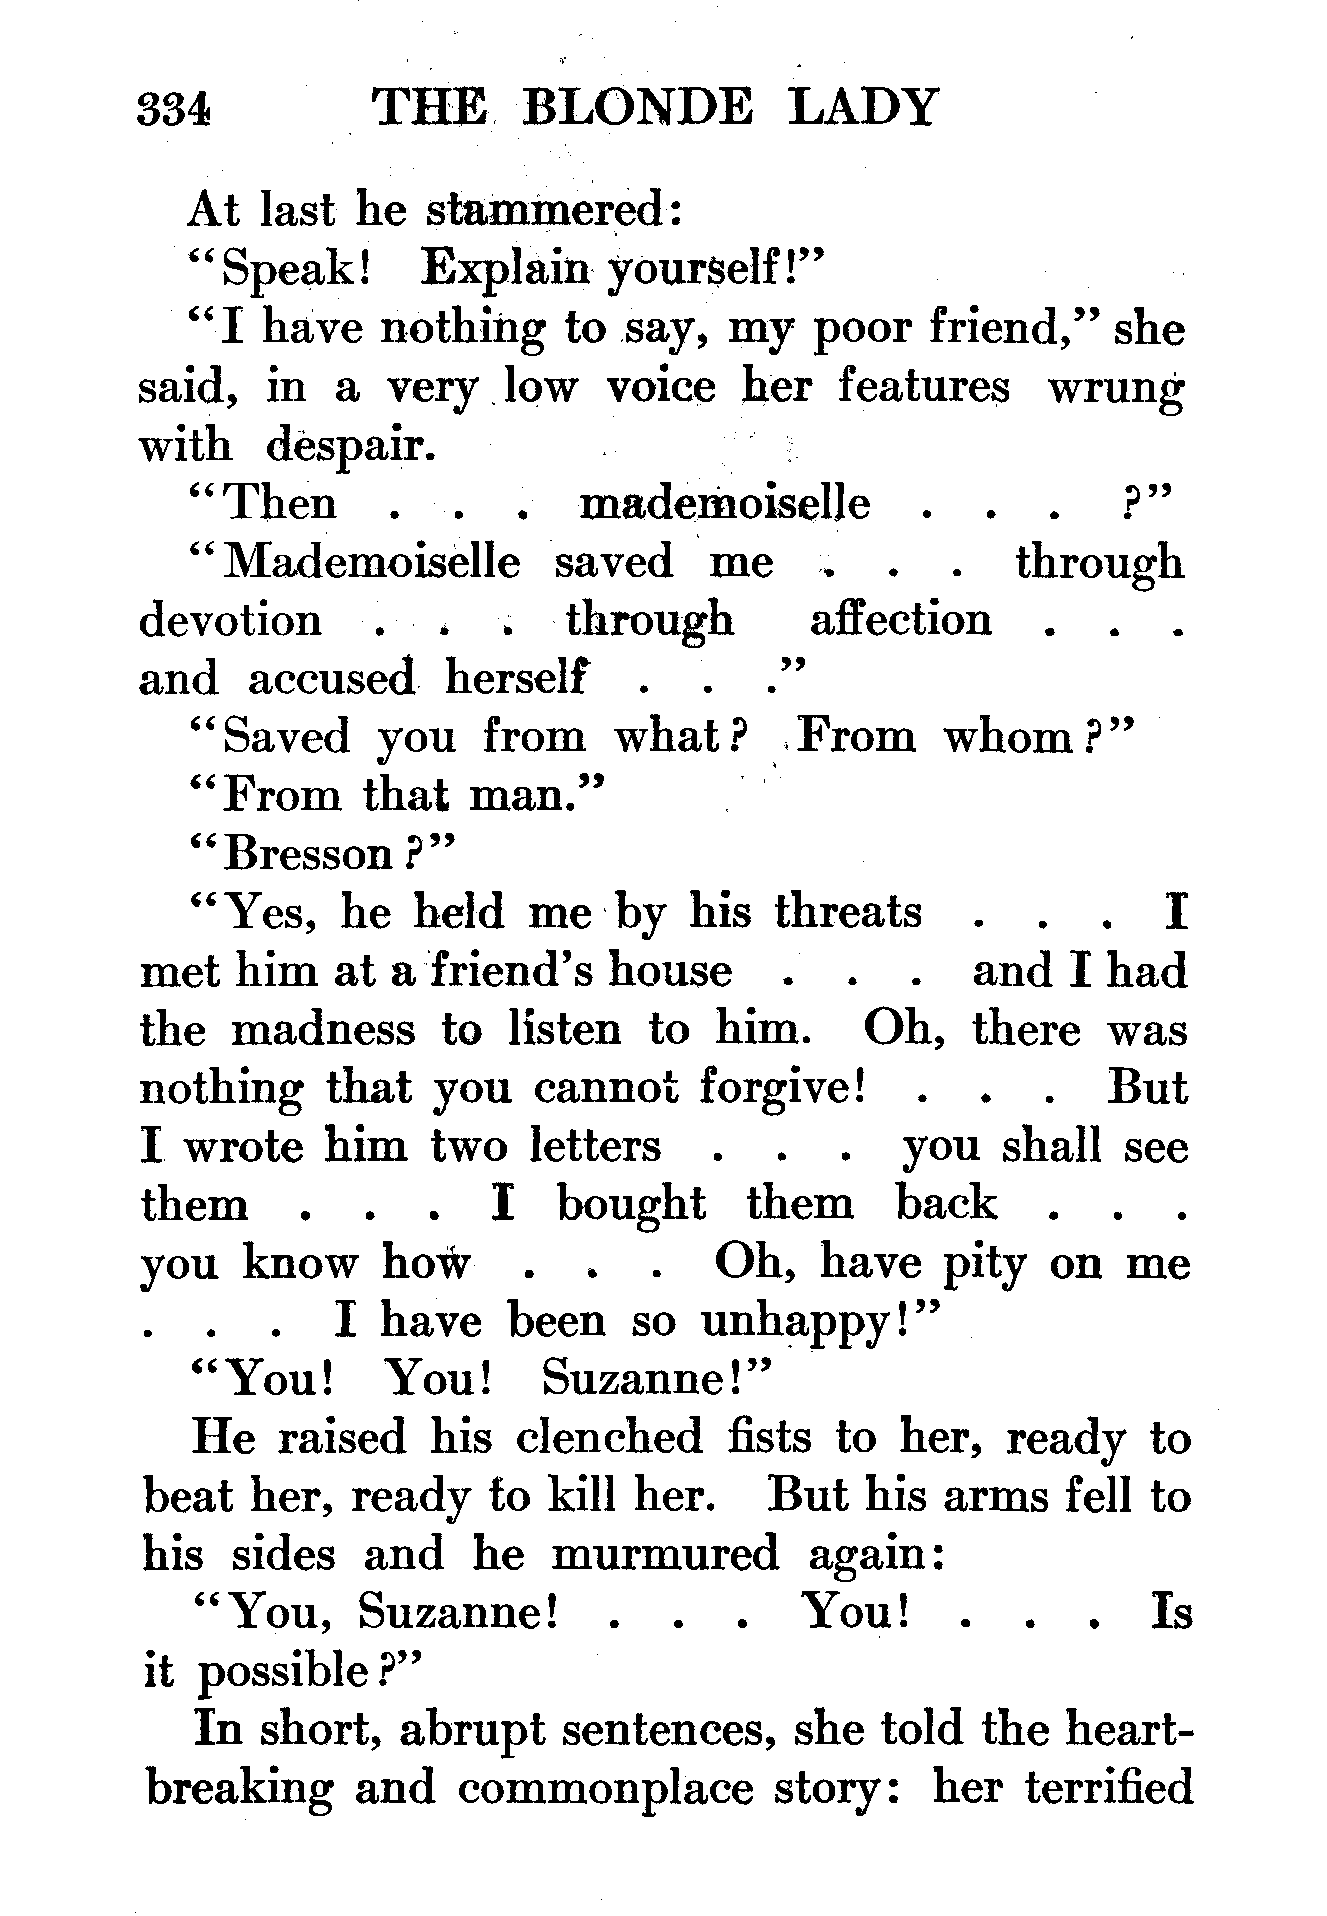 334 THE BLONDE LADY
At last he stammered:
“Speak! Explain yourself!”
“I have nothing to say, my poor friend,” she
said, in a very low voice her features wrung
with despair.
“Then . . . mademoiselle . . . ?”
“Mademoiselle saved me . . . through
devotion . . . through affection . . .
and accused herself . . .”
“Saved you from what? From whom?”
“From that man.”
“Bresson?”
“Yes, he held me by his threats . . . I
met him at a friend’s house . . . and I had
the madness to listen to him. Oh, there was
nothing that you cannot forgive! . . . But
I wrote him two letters . . . you shall see
them . . . I bought them back . . .
you know how . . . Oh, have pity on me
. . . I have been so unhappy!”
“You! You! Suzanne!”
He raised his clenched fists to her, ready to
beat her, ready to kill her. But his arms fell to
his sides and he murmured again:
“You, Suzanne! . . . You! . . . Is
it possible?”
In short, abrupt sentences, she told the heart-
breaking and commonplace story: her terrified